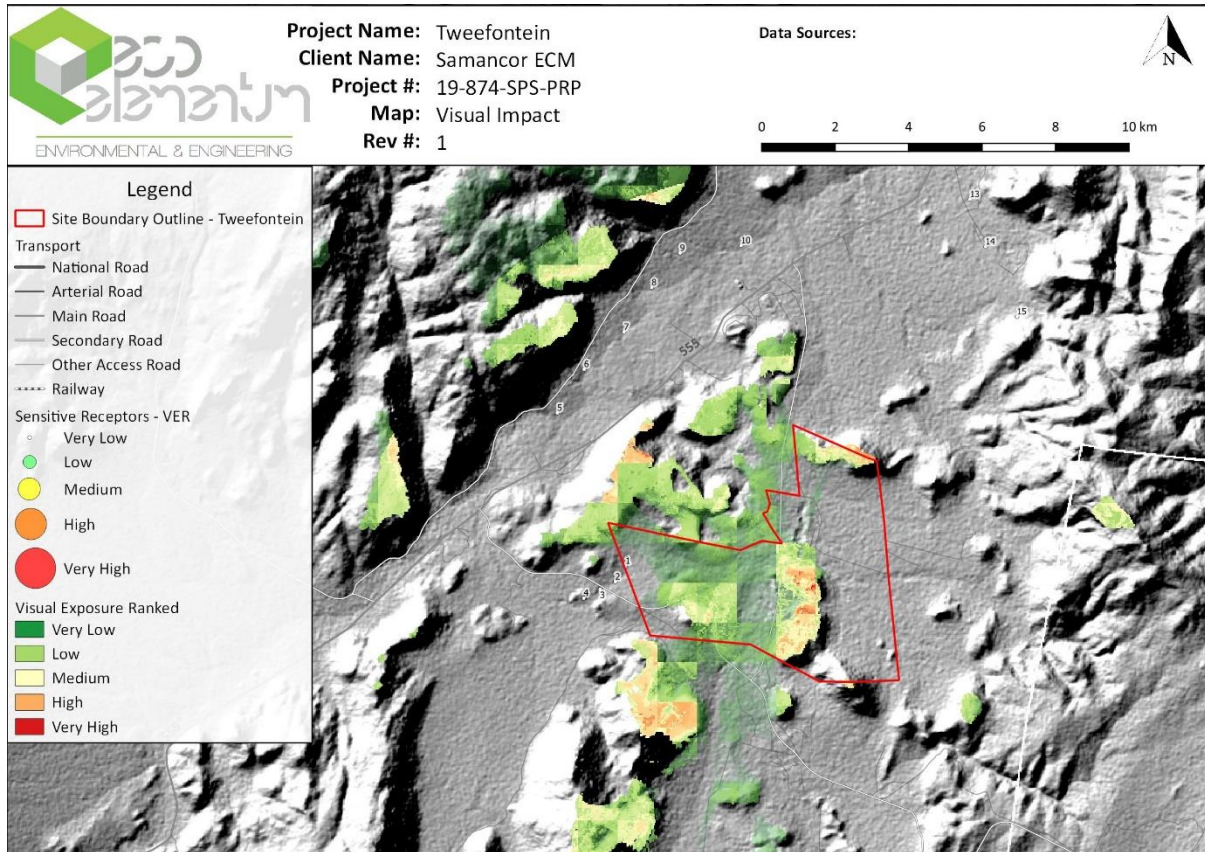 eco elementum
ENVIRONMENTAL & ENGINEERING
Project Name: Tweefontein
Client Name: Samancor ECM
Project #: 19-874-SPS-PRP
Map: Visual Impact
Rev #: 1
Data Sources:
N
0 2 4 6 8 10 km
Legend
Site Boundary Outline - Tweefontein
Transport
National Road
Arterial Road
Main Road
Secondary Road
Other Access Road
Railway
Sensitive Receptors - VER
Very Low
Low
Medium
High
Very High
Visual Exposure Ranked
Very Low
Low
Medium
High
Very High
13
14
15
10
9
8
7
6
5
555
1
2
3
4